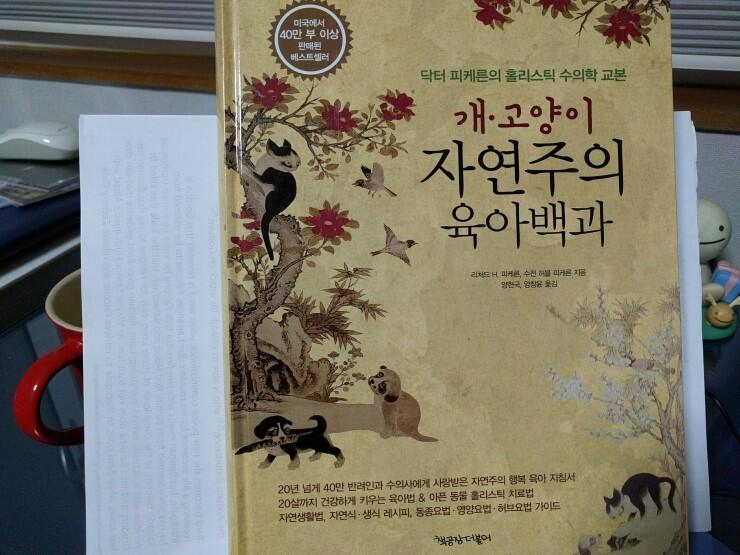 미국에서
40만 부 이상
판매된
베스트셀러
닥터 피케른의 홀리스틱 수의학 교본
개·고양이
자연주의
육아백과
리처드 H. 피케른, 수전 허블 피케른 지음
양현국, 양창윤 옮김
20년 넘게 40만 반려인과 수의사에게 사랑받은 자연주의 행복 육아 지침서
20살까지 건강하게 키우는 육아법 & 아픈 동물 홀리스틱 치료법
자연생활법, 자연식·생식 레시피, 동종요법·영양요법·허브요법 가이드
책공장더불어